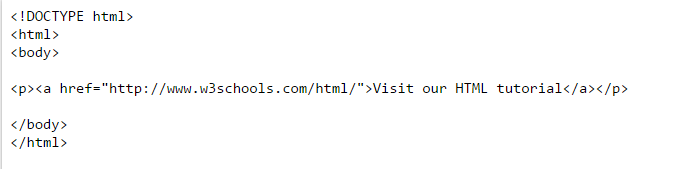 <!DOCTYPE html>
<html>
<body>
<p><a href="http://www.w3schools.com/html/">Visit our HTML tutorial</a></p>
</body>
</html>